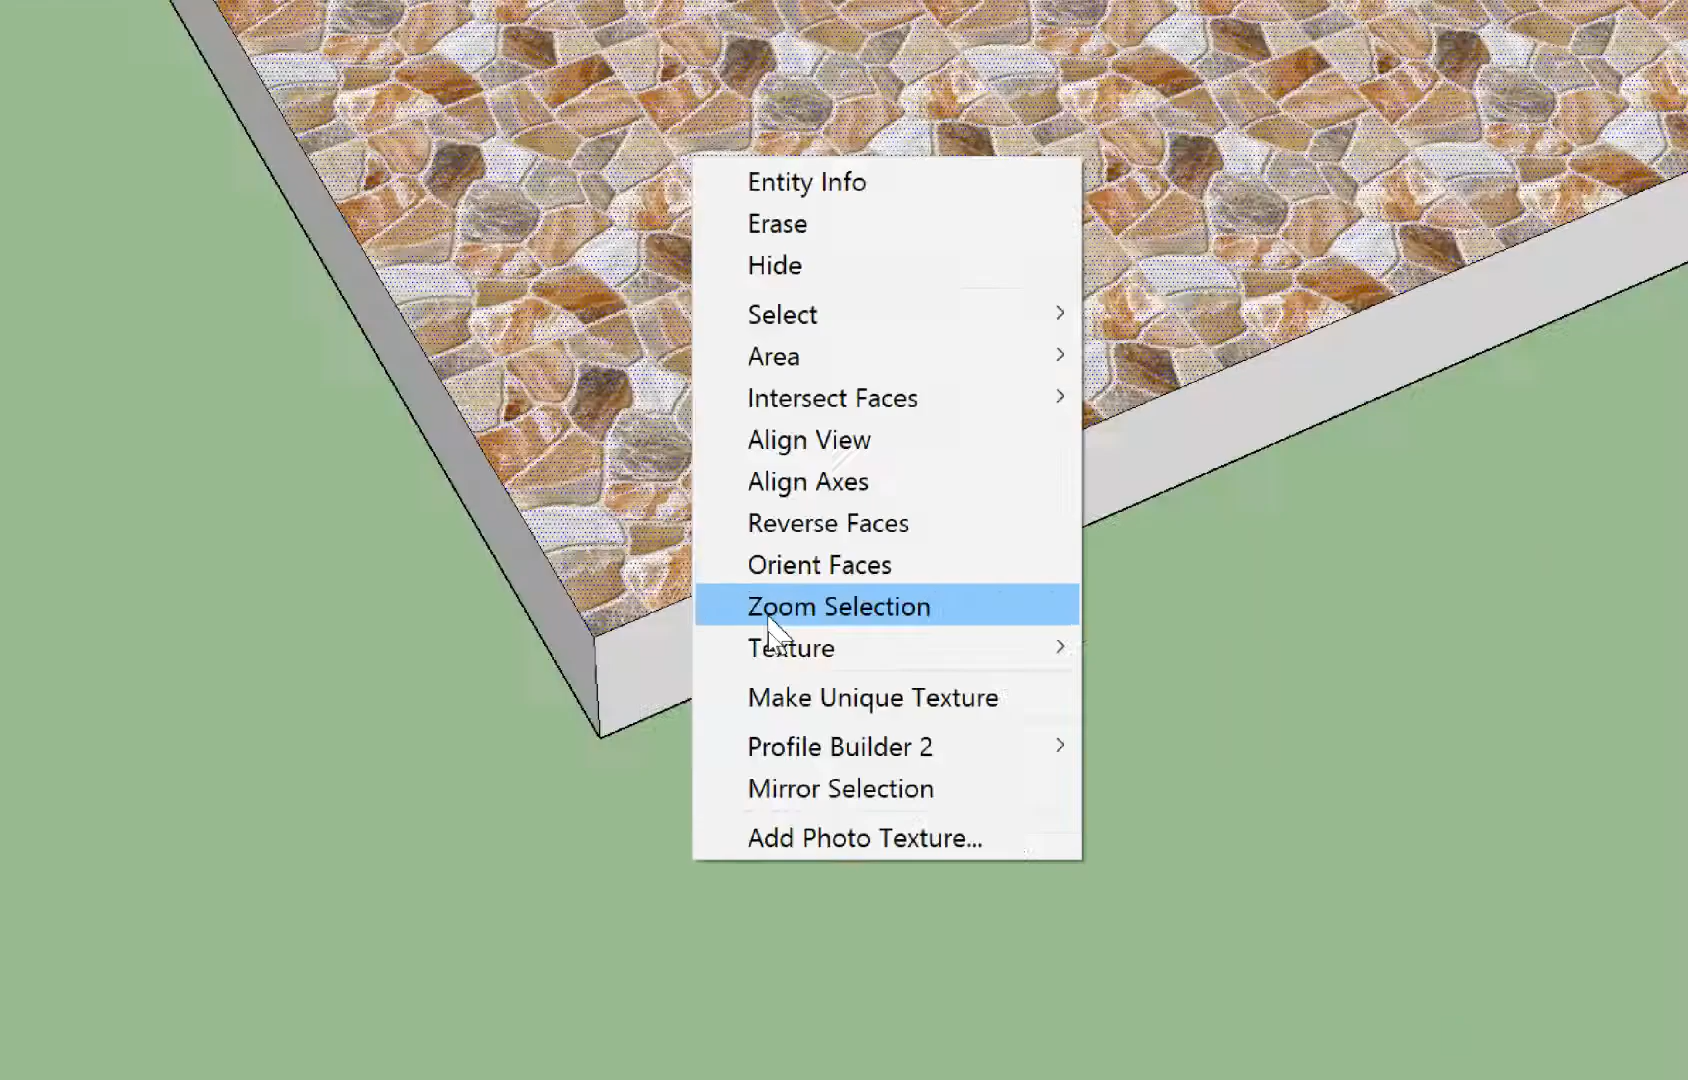 Entity Info
Erase
Hide
Select
Area
Intersect Faces
Align View
Align Axes
Reverse Faces
Orient Faces
Zoom Selection
Texture
Make Unique Texture
Profile Builder 2
Mirror Selection
Add Photo Texture...